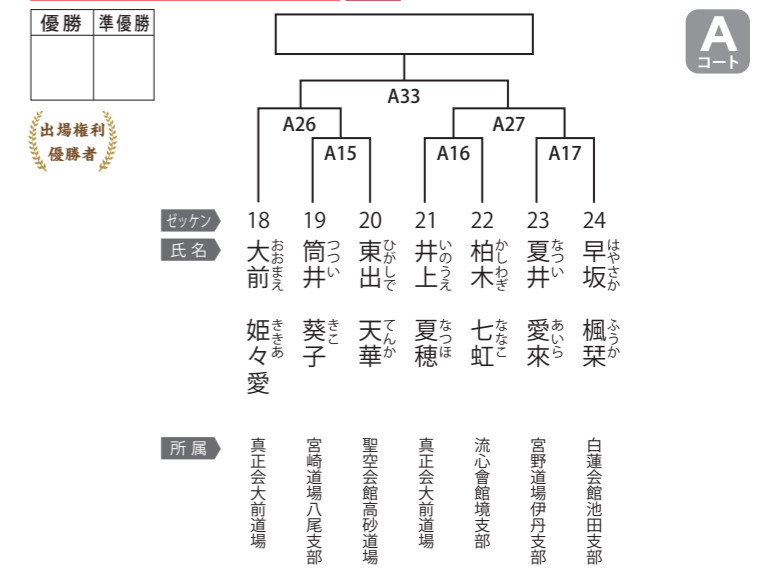 優勝 準優勝
出場権利
優勝者
A
コート
A33
A26 A27
A15 A16 A17
ゼッケン 18 19 20 21 22 23 24
氏名
大前 姫々愛
おおまえ ききあ
筒井 葵子
つつい きこ
東出 天華
ひがしで てんか
井上 夏穂
いのうえ なつほ
柏木 七虹
かしわぎ ななこ
夏井 愛來
なつい あいら
早坂 楓栞
はやさか ふうか
所属
真正会大前道場
宮崎道場八尾支部
聖空会館高砂道場
真正会大前道場
流心會館境支部
宮野道場伊丹支部
白蓮会館池田支部